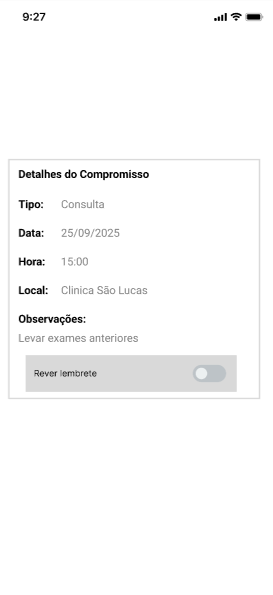 9:27
Detalhes do Compromisso
Tipo: Consulta
Data: 25/09/2025
Hora: 15:00
Local: Clinica São Lucas
Observações:
Levar exames anteriores
Rever lembrete